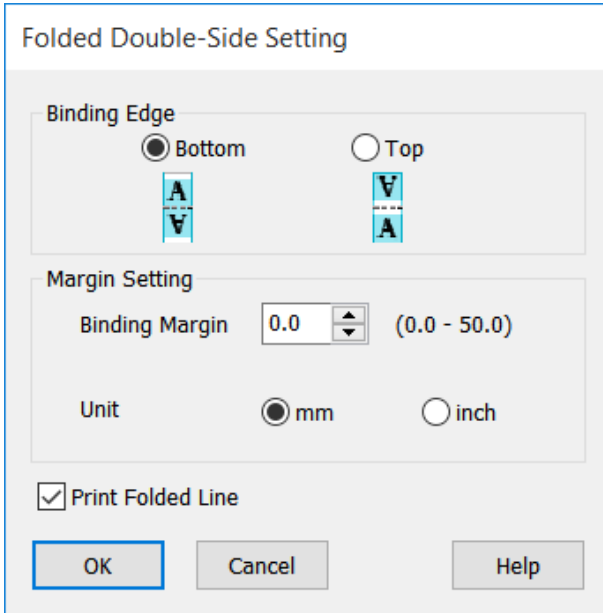 Folded Double-Side Setting
Binding Edge
Bottom Top
A A
A A
Margin Setting
Binding Margin 0.0 (0.0 - 50.0)
Unit mm inch
Print Folded Line
OK Cancel Help